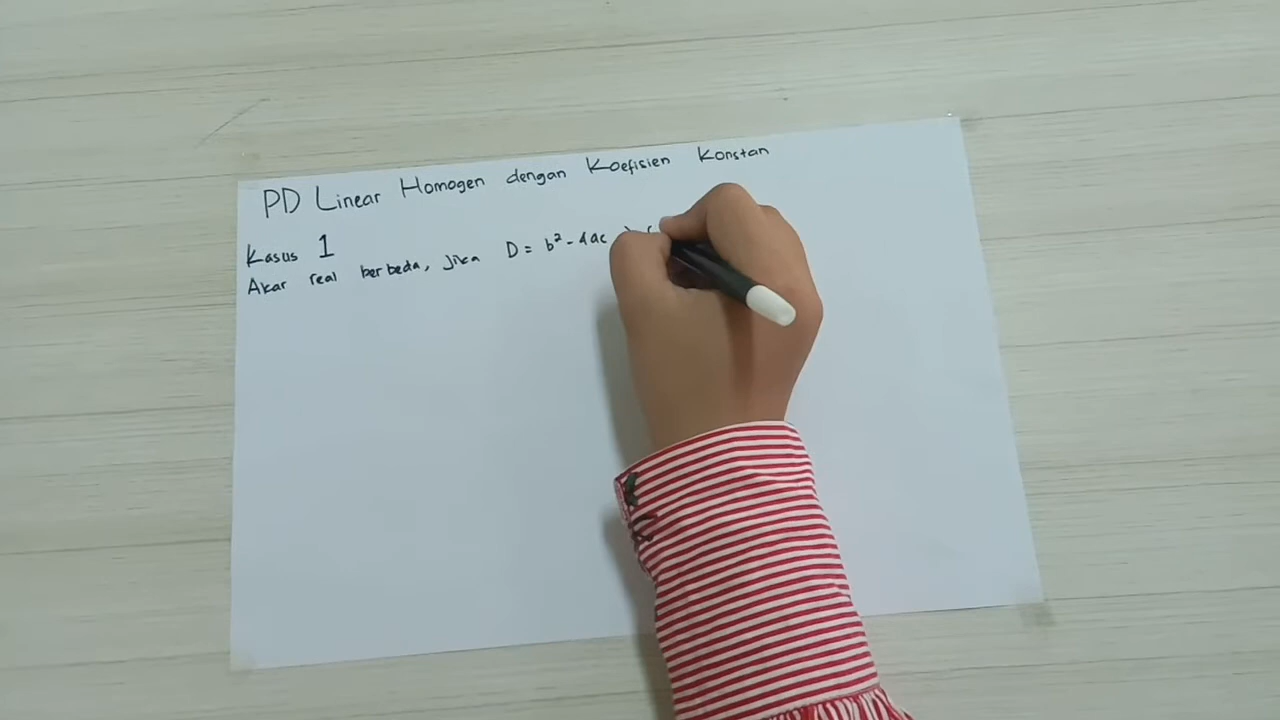 PD Linear Homogen dengan Koefisien Konstan
Kasus 1
Akar real berbeda, jika D = b² - 4ac >